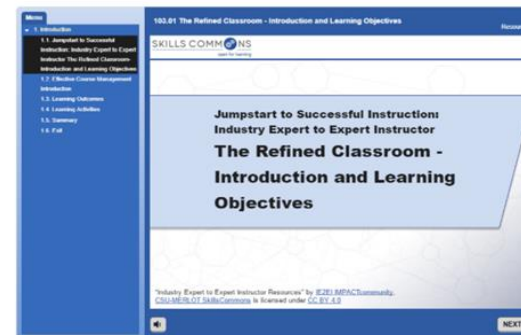 Menu
1. Introduction
1.1. Jumpstart to Successful
Instruction: Industry Expert to Expert
Instructor The Refined Classroom-
Introduction and Learning Objectives
1.2. Effective Course Management
Introduction
1.3. Learning Outcomes
1.4. Learning Activities
1.5. Summary
1.6. Exit
103.01 The Refined Classroom - Introduction and Learning Objectives
SKILLS COMMONS
open for learning
Jumpstart to Successful Instruction:
Industry Expert to Expert Instructor
The Refined Classroom -
Introduction and Learning
Objectives
"Industry Expert to Expert Instructor Resources" by IE2EI IMPACTcommunity,
CSU-MERLOT SkillsCommons is licensed under CC BY 4.0
NEXT